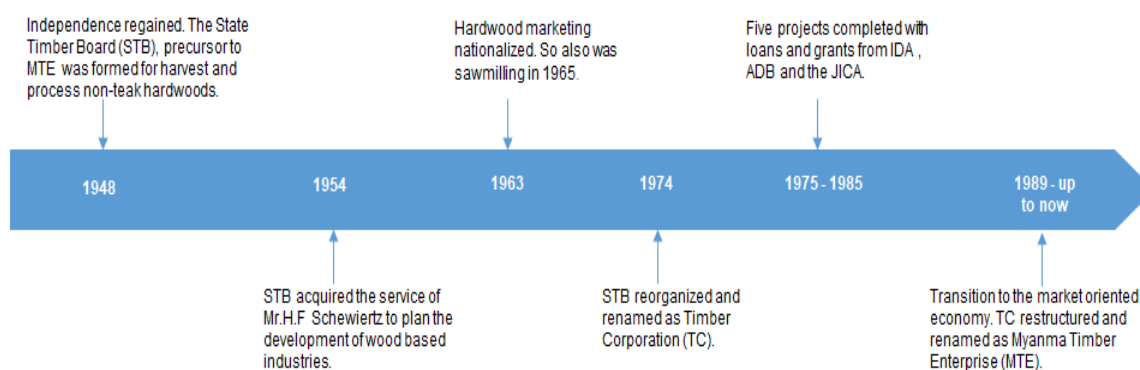 Independence regained. The State
Timber Board (STB), precursor to
MTE was formed for harvest and
process non-teak hardwoods.
Hardwood marketing
nationalized. So also was
sawmilling in 1965.
Five projects completed with
loans and grants from IDA ,
ADB and the JICA.
1948
1954
1963
1974
1975 - 1985
1989 - up
to now
STB acquired the service of
Mr.H.F Schewiertz to plan the
development of wood based
industries.
STB reorganized and
renamed as Timber
Corporation (TC).
Transition to the market oriented
economy. TC restructured and
renamed as Myanma Timber
Enterprise (MTE).